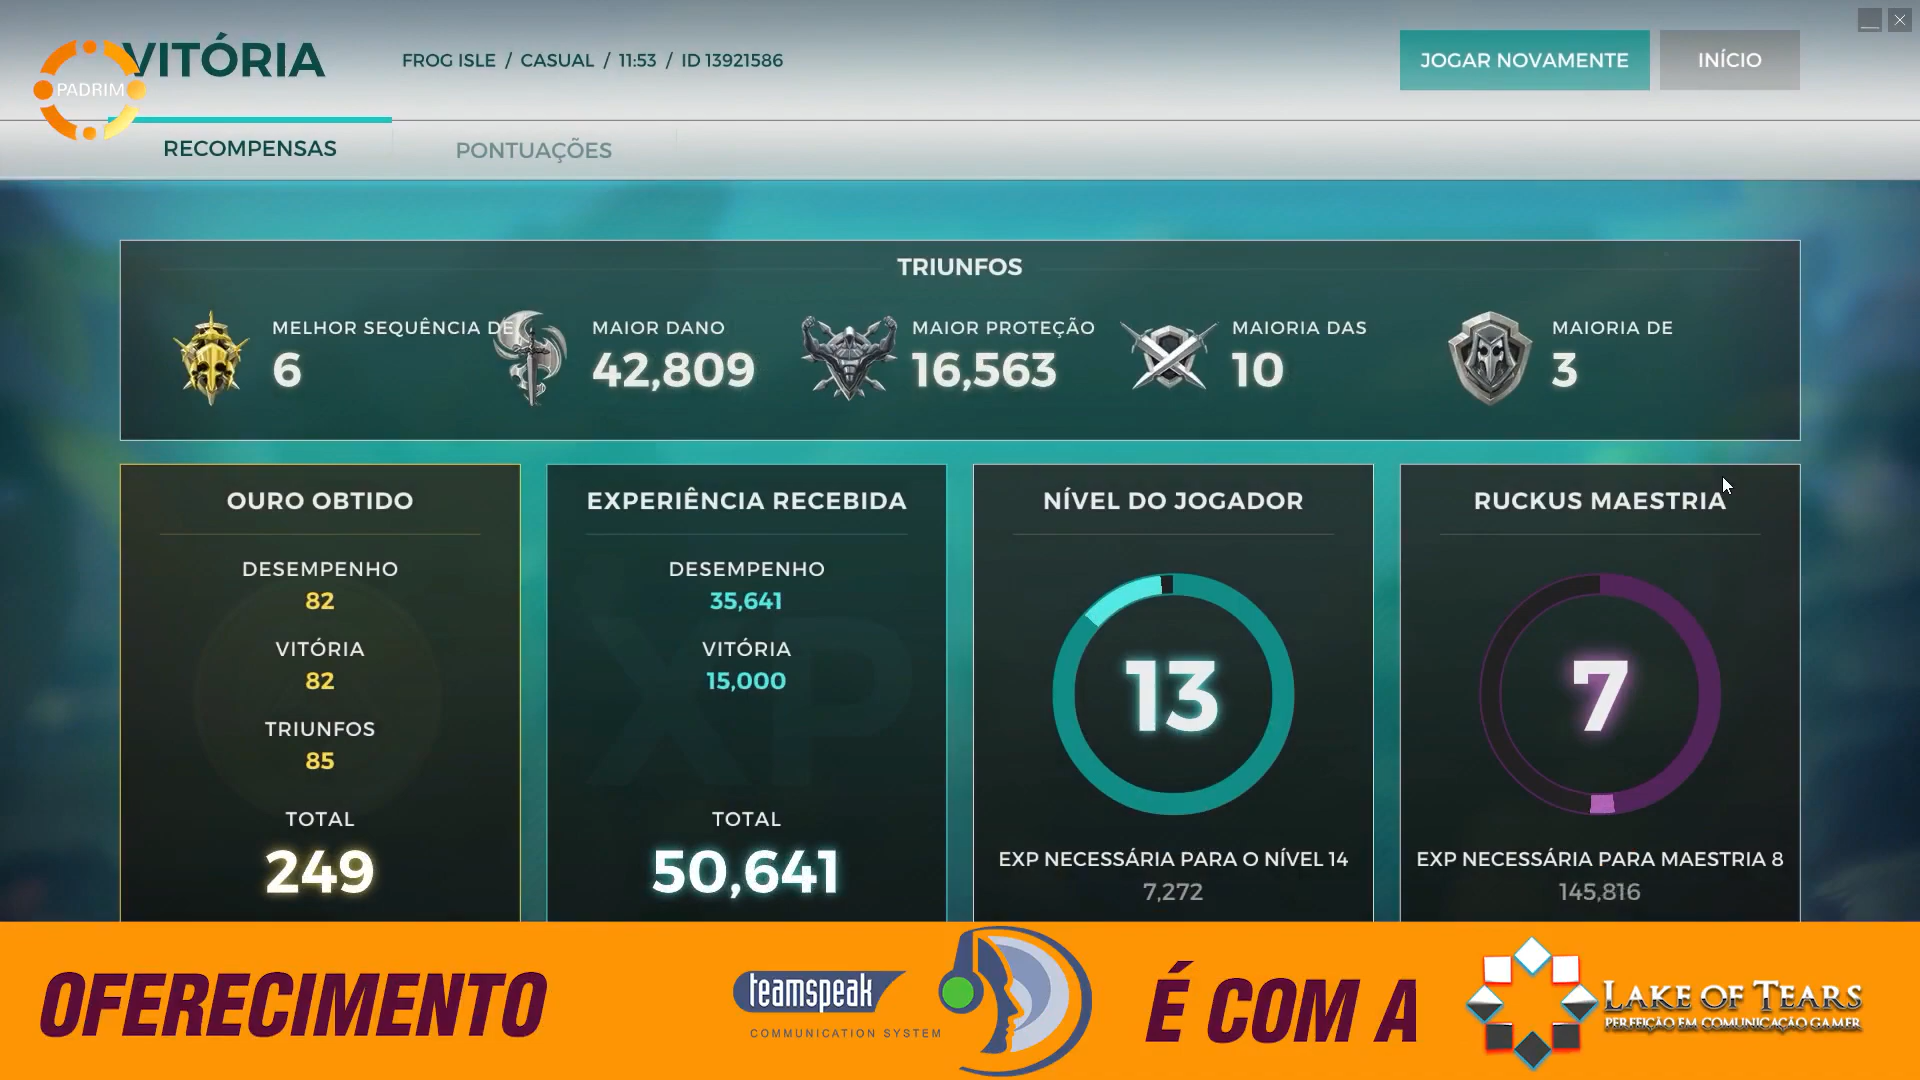 VITÓRIA
FROG ISLE / CASUAL / 11:53 / ID 13921586
JOGAR NOVAMENTE
INÍCIO
PADRIM
RECOMPENSAS
PONTUAÇÕES
TRIUNFOS
MELHOR SEQUÊNCIA DE
6
MAIOR DANO
42,809
MAIOR PROTEÇÃO
16,563
MAIORIA DAS
10
MAIORIA DE
3
OURO OBTIDO
DESEMPENHO
82
VITÓRIA
82
TRIUNFOS
85
TOTAL
249
EXPERIÊNCIA RECEBIDA
DESEMPENHO
35,641
VITÓRIA
15,000
XP
TOTAL
50,641
NÍVEL DO JOGADOR
13
EXP NECESSÁRIA PARA O NÍVEL 14
7,272
RUCKUS MAESTRIA
7
EXP NECESSÁRIA PARA MAESTRIA 8
145,816
OFERECIMENTO
teamspeak
COMMUNICATION SYSTEM
É COM A
LAKE OF TEARS
PERFEIÇÃO EM COMUNICAÇÃO GAMER